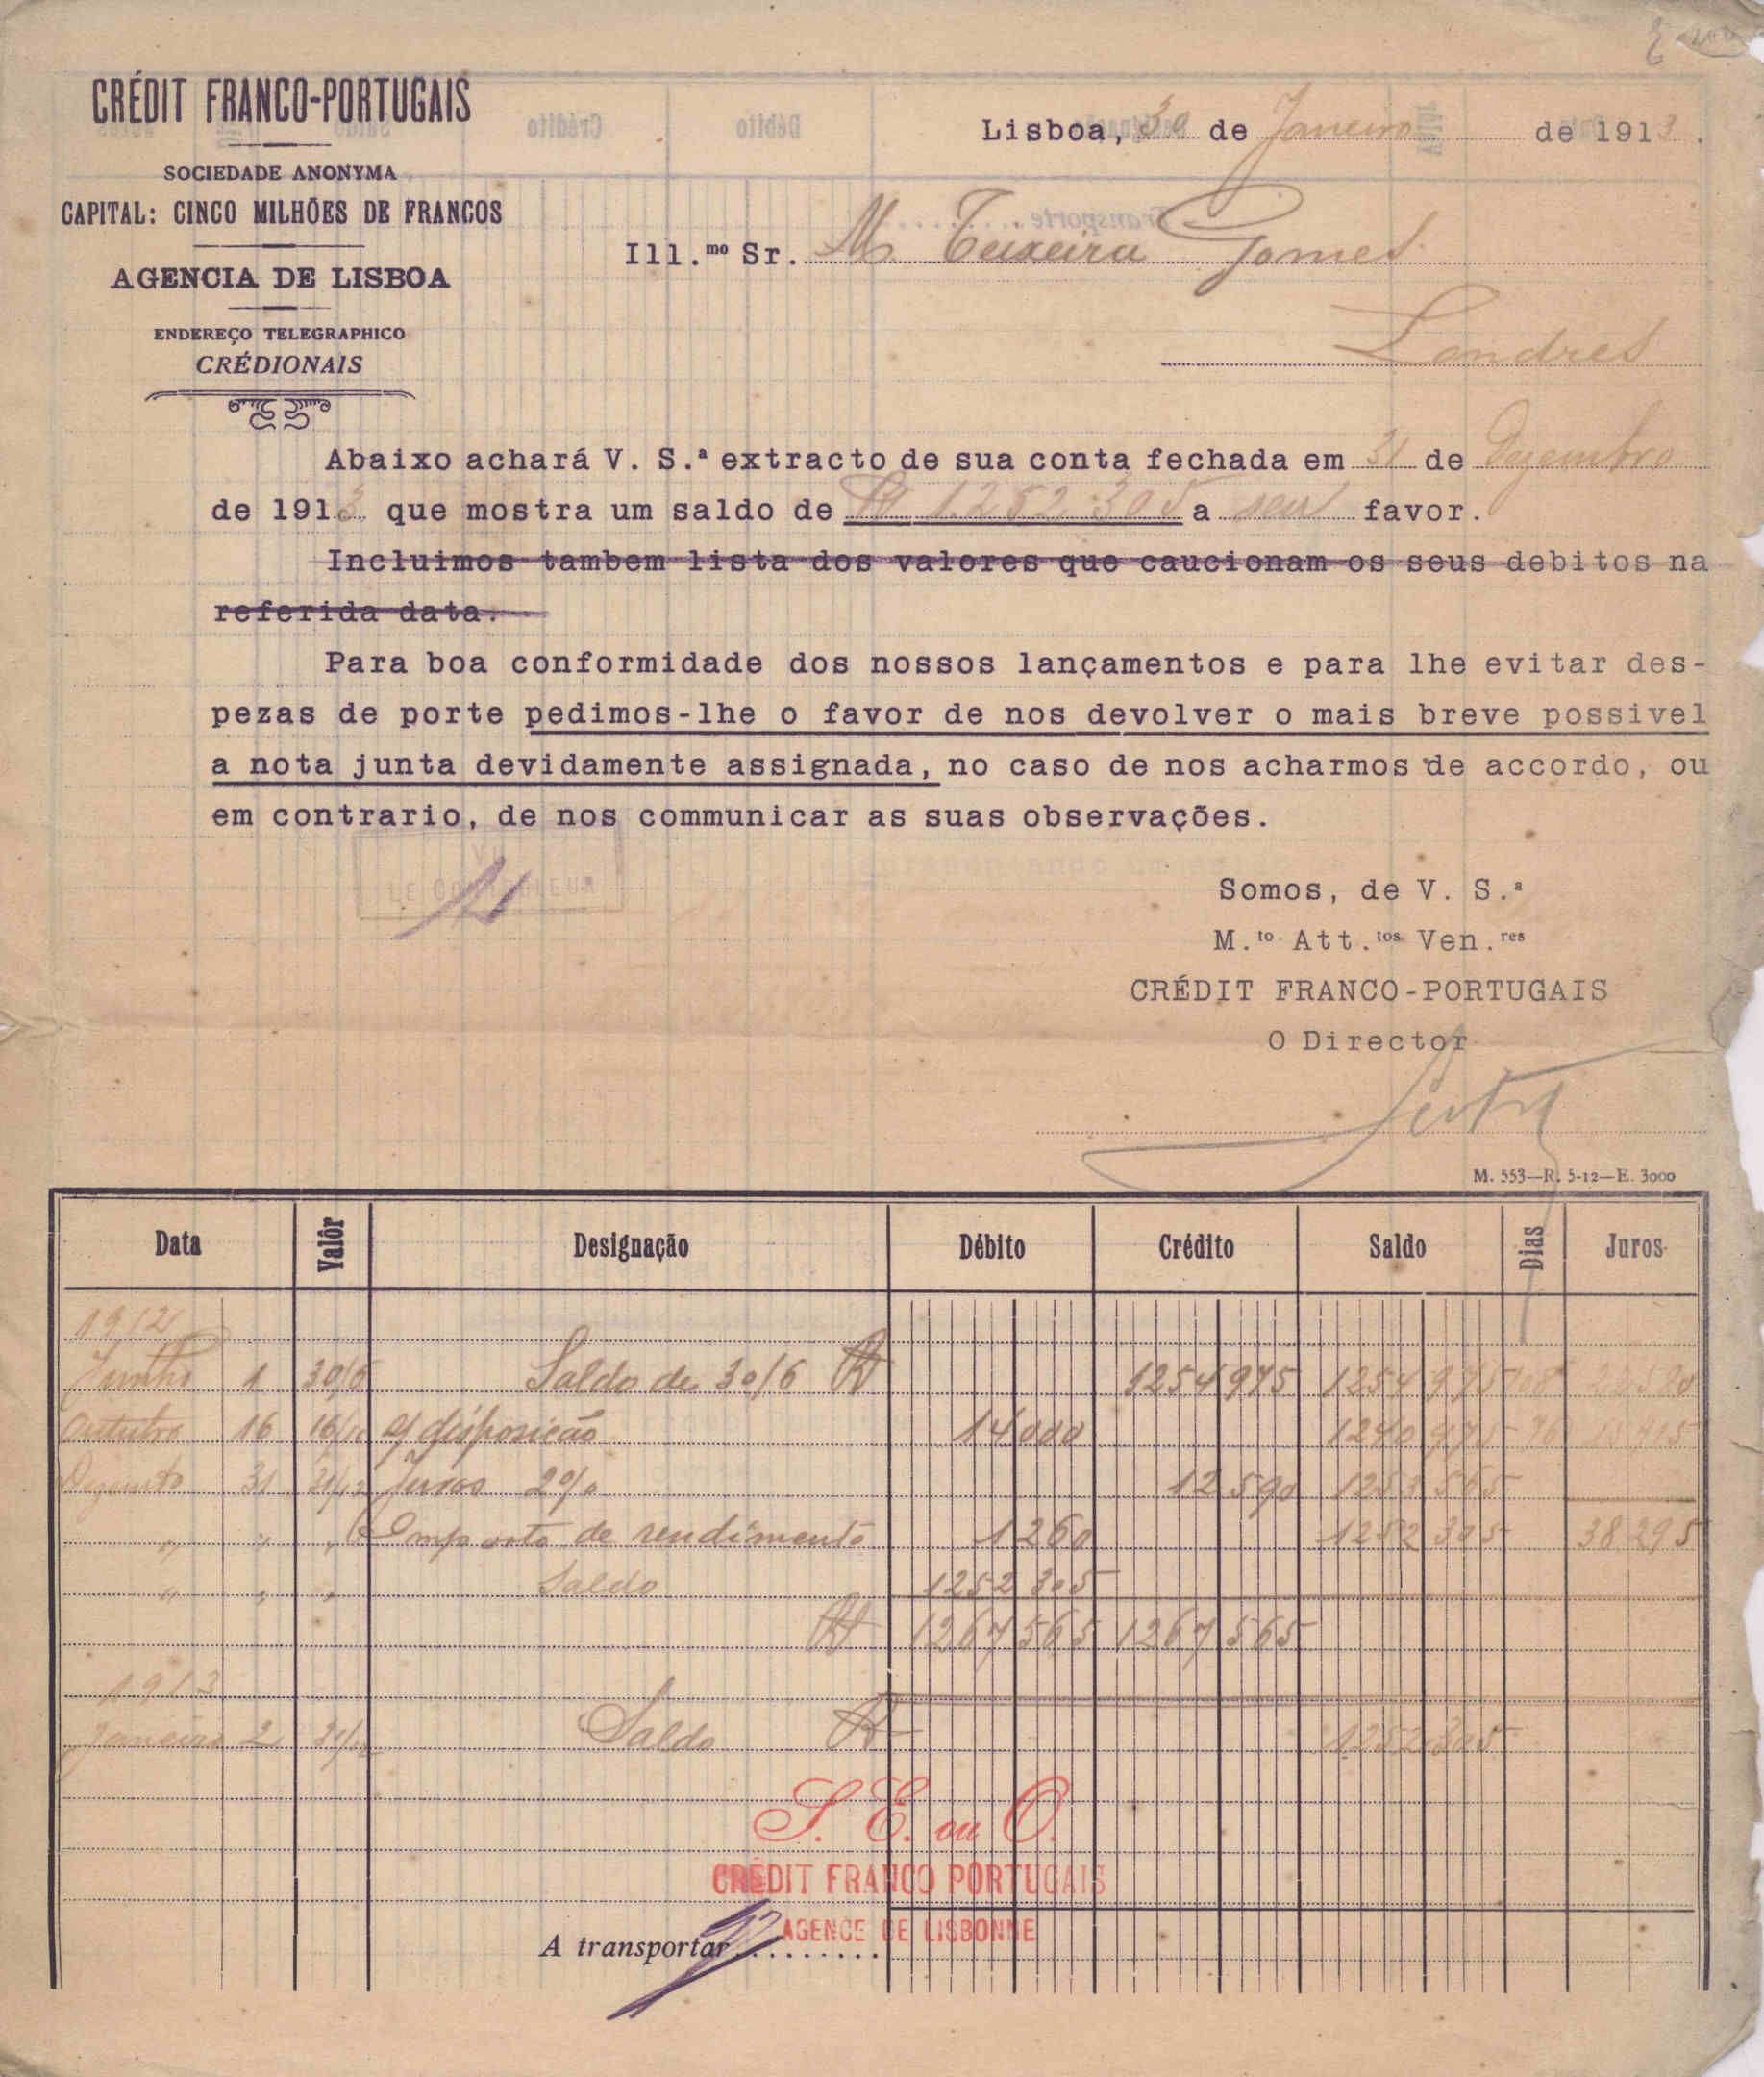 CRÉDIT FRANCO-PORTUGAIS
SOCIEDADE ANONYMA
CAPITAL: CINCO MILHÕES DE FRANCOS
AGENCIA DE LISBOA
ENDEREÇO TELEGRAPHICO
CRÉDIONAIS
Lisboa, 30 de Janeiro de 1913.
Ill.mo Sr. M Teixeira Gomes
Londres
Abaixo achará V. S.ª extracto de sua conta fechada em 31 de Dezembro
de 191 que mostra um saldo de 1.252.305 a seu favor.
Incluimos tambem lista dos valores que caucionam os seus debitos na
referida data.
Para boa conformidade dos nossos lançamentos e para lhe evitar des-
pezas de porte pedimos-lhe o favor de nos devolver o mais breve possivel
a nota junta devidamente assignada, no caso de nos acharmos de accordo, ou
em contrario, de nos communicar as suas observações.
Somos, de V. S.ª
M.to Att.tos Ven.res
CRÉDIT FRANCO-PORTUGAIS
O Director
M. 553—R. 5-12—E. 3000
Data Valôr Designação Débito Crédito Saldo Dias Juros
1912
Junho 1 30/6 Saldo de 30/6 1254975 1254975 108
Outubro 16 disposição 14000 1240975 76
Dezembro 31 31/12 Juros 2% 12590 1253565
" " " Imposto de rendimento 1260 1252305 38295
" " " Saldo 1252305
1267565 1267565
1913
Janeiro 2 31/12 Saldo 1252305
S. E. ou O.
CRÉDIT FRANCO PORTUGAIS
AGENCE DE LISBONNE
A transportar..........